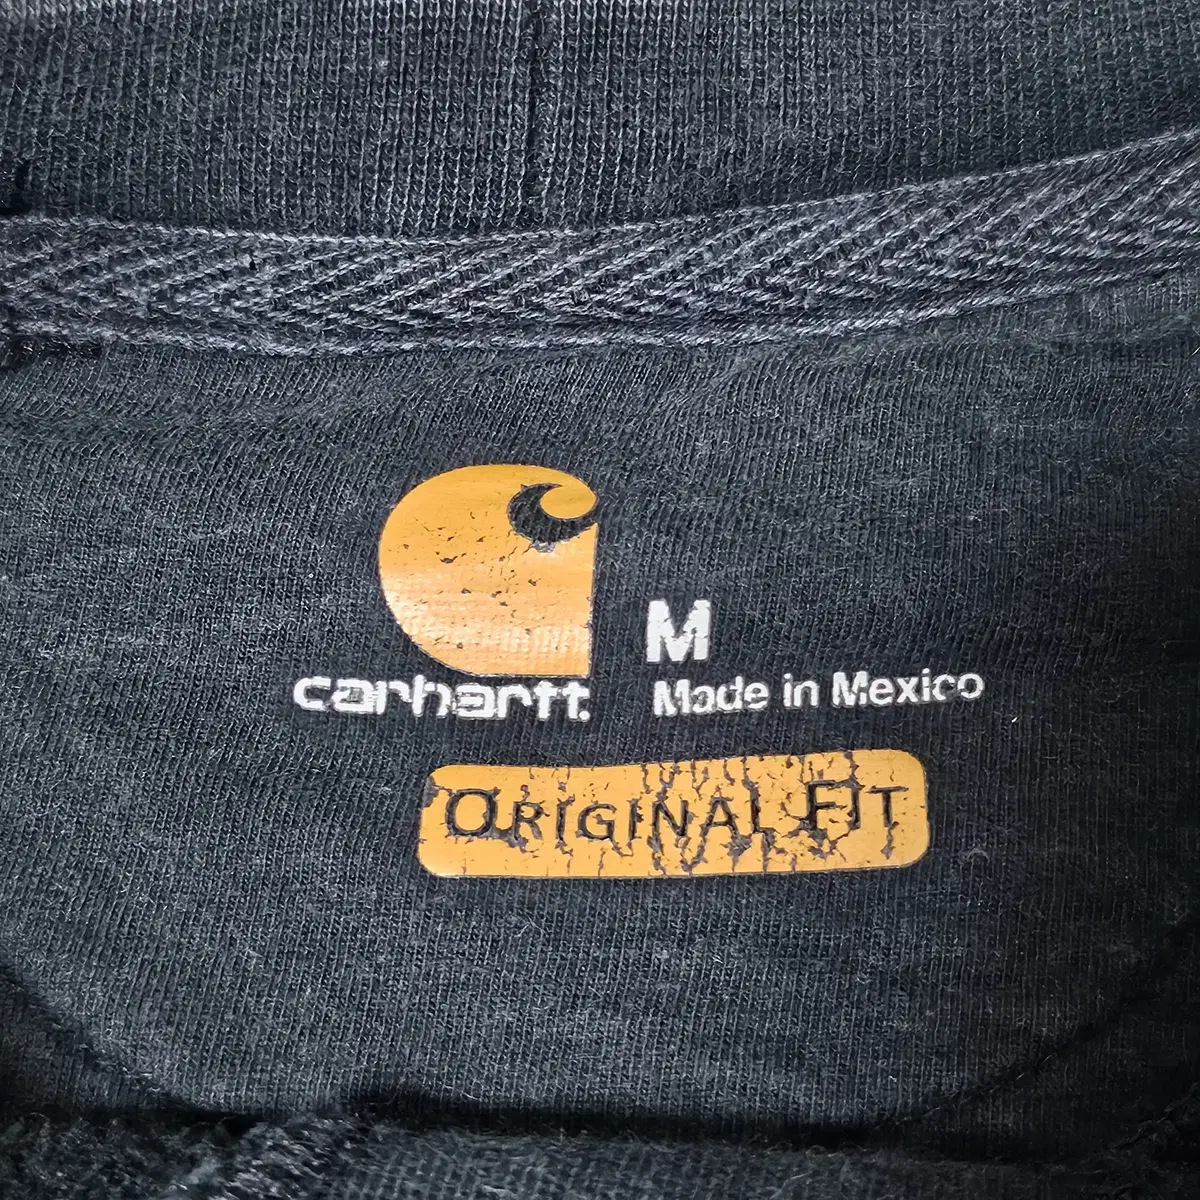 M
carhartt.
Made in Mexico
ORIGINAL FIT